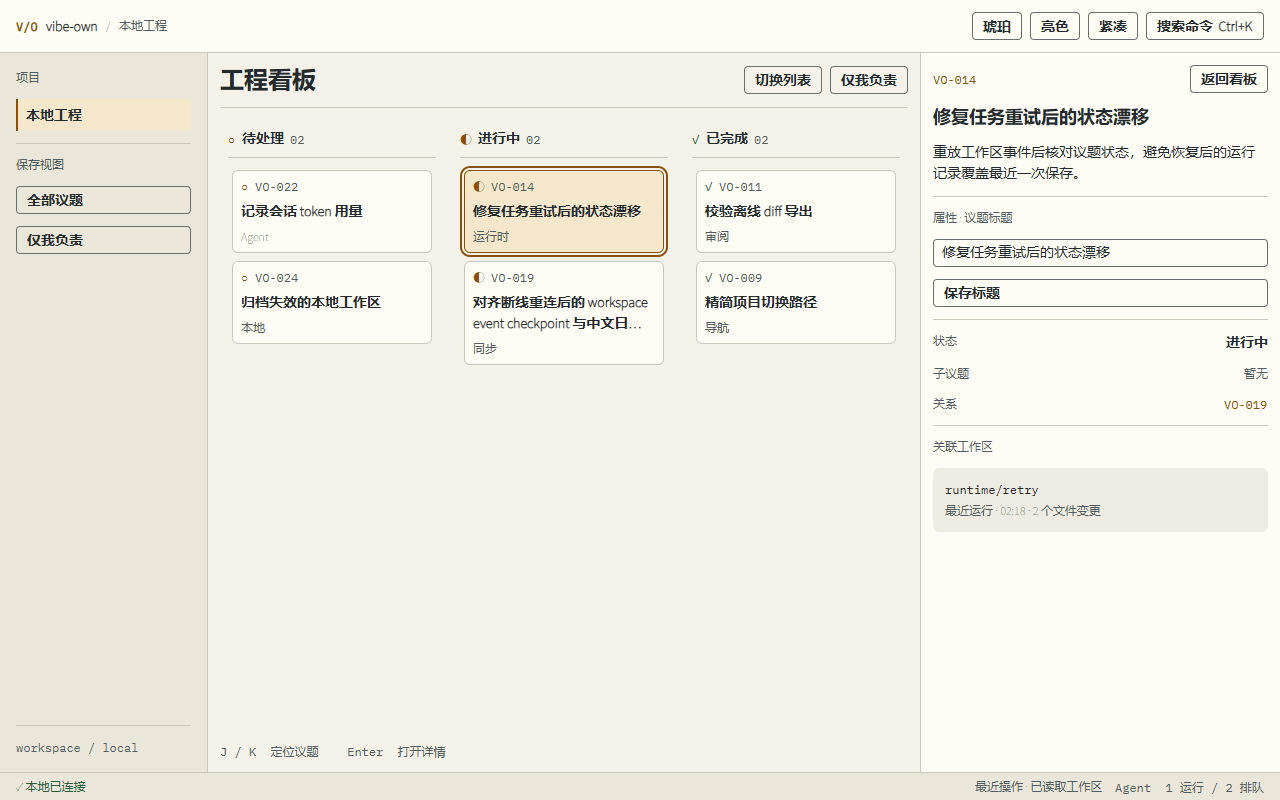 V/O vibe-own / 本地工程
琥珀 亮色 紧凑 搜索命令 Ctrl+K
项目
本地工程
保存视图
全部议题
仅我负责
workspace / local
工程看板
切换列表 仅我负责
○ 待处理 02
VO-022
记录会话 token 用量
Agent
VO-024
归档失效的本地工作区
本地
进行中 02
VO-014
修复任务重试后的状态漂移
运行时
VO-019
对齐断线重连后的 workspace
event checkpoint 与中文日…
同步
✓ 已完成 02
✓ VO-011
校验离线 diff 导出
审阅
✓ VO-009
精简项目切换路径
导航
J / K 定位议题 Enter 打开详情
VO-014
返回看板
修复任务重试后的状态漂移
重放工作区事件后核对议题状态，避免恢复后的运行
记录覆盖最近一次保存。
属性 · 议题标题
修复任务重试后的状态漂移
保存标题
状态 进行中
子议题 暂无
关系 VO-019
关联工作区
runtime/retry
最近运行 · 02:18 · 2 个文件变更
✓ 本地已连接
最近操作 · 已读取工作区 Agent 1 运行 / 2 排队